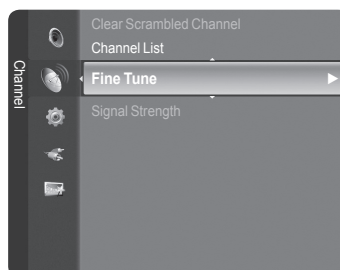 Channel
Clear Scrambled Channel
Channel List
Fine Tune
Signal Strength